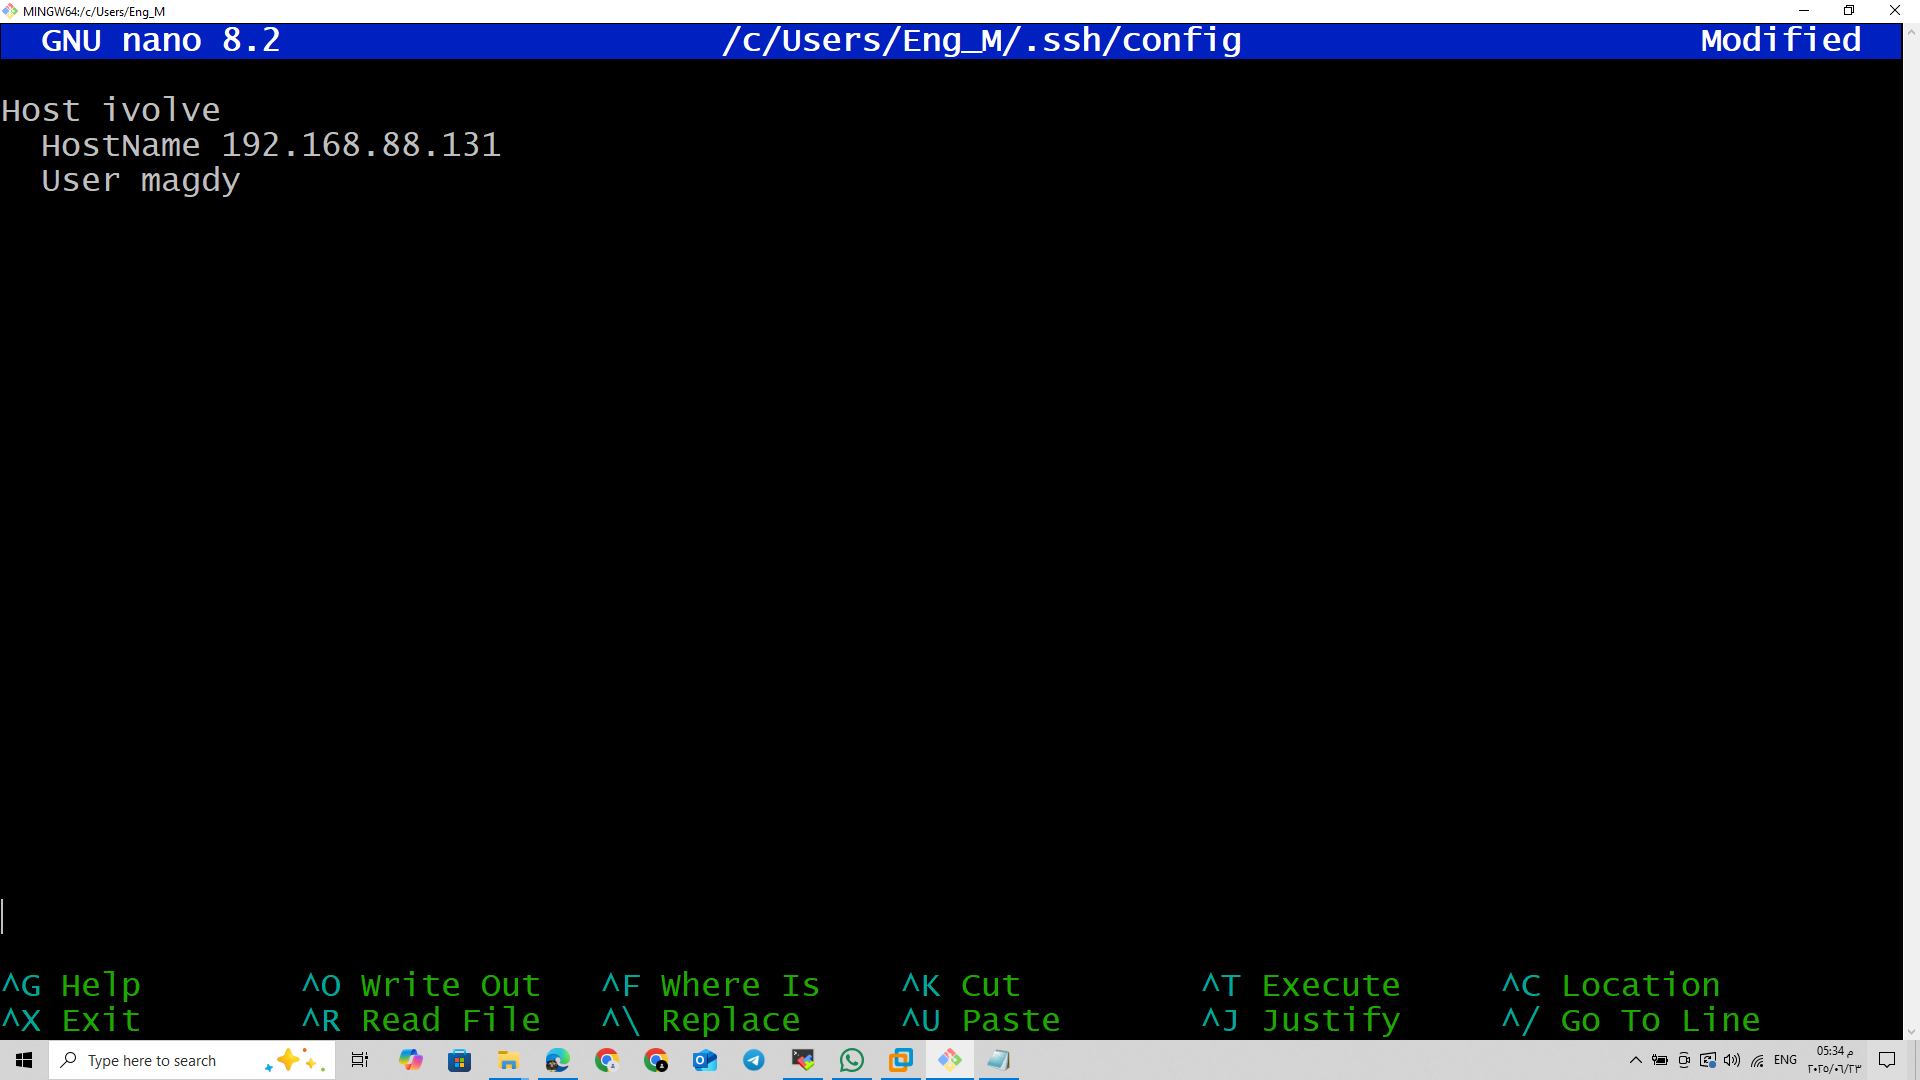 MINGW64:/c/Users/Eng_M
GNU nano 8.2 /c/Users/Eng_M/.ssh/config Modified
Host ivolve
HostName 192.168.88.131
User magdy
^G Help ^O Write Out ^F Where Is ^K Cut ^T Execute ^C Location
^X Exit ^R Read File ^\ Replace ^U Paste ^J Justify ^/ Go To Line
Type here to search
ENG
05:34 م
٢٠٢٥/٠٦/٢٣